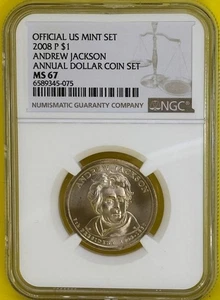 OFFICIAL US MINT SET
2008 P $1
ANDREW JACKSON
ANNUAL DOLLAR COIN SET
MS 67
6589345-075
NUMISMATIC GUARANTY COMPANY
NGC
ANDREW JACKSON